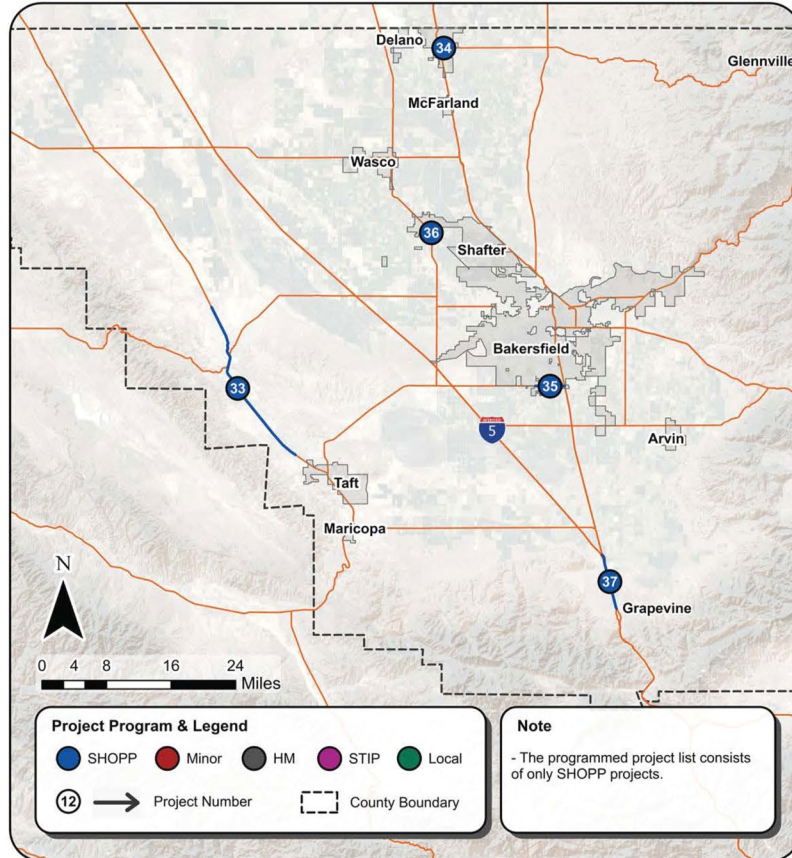 Delano
34
Glennville
McFarland
Wasco
36
Shafter
Bakersfield
33
35
5
Arvin
Taft
Maricopa
N
37
Grapevine
0 4 8 16 24
Miles
Project Program & Legend
SHOPP Minor HM STIP Local
12 Project Number County Boundary
Note
- The programmed project list consists
of only SHOPP projects.